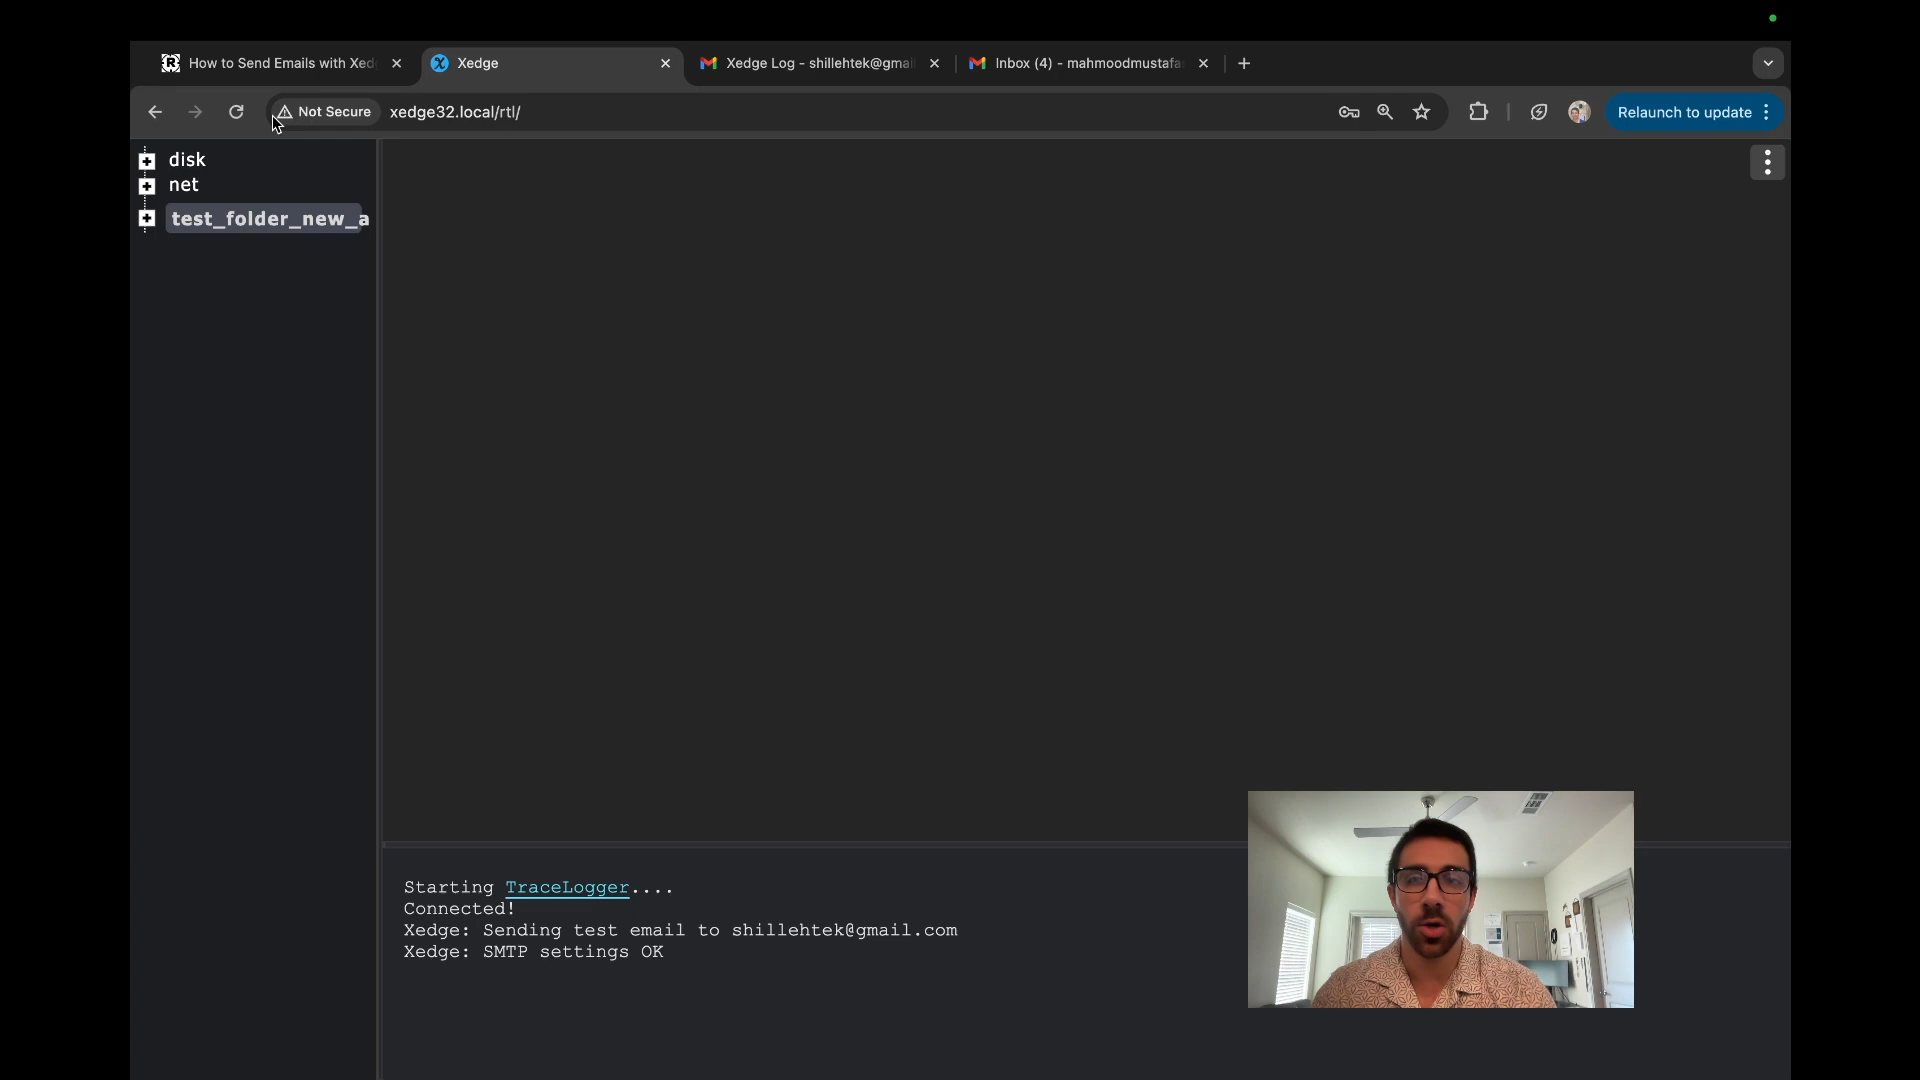 How to Send Emails with Xed
Xedge
Xedge Log - shillehtek@gmai
Inbox (4) - mahmoodmustafa
Not Secure
xedge32.local/rtl/
Relaunch to update
disk
net
test_folder_new_a
Starting TraceLogger....
Connected!
Xedge: Sending test email to shillehtek@gmail.com
Xedge: SMTP settings OK